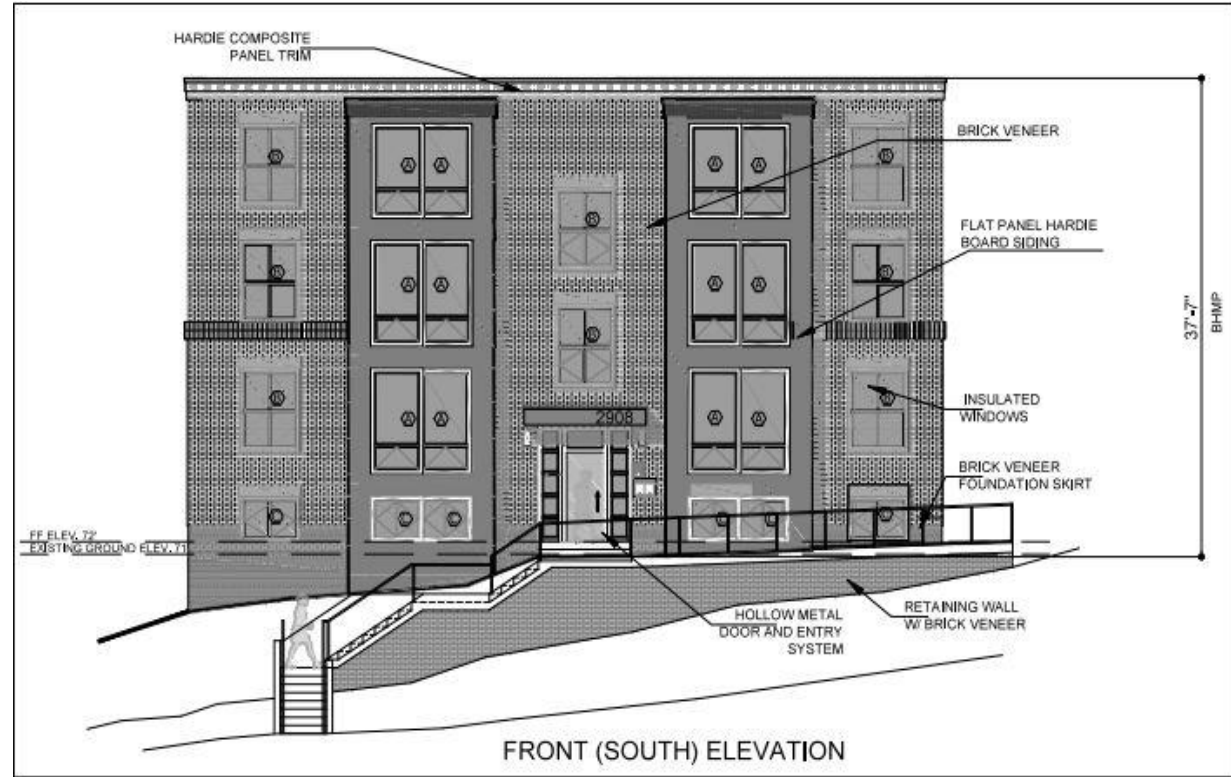 HARDIE COMPOSITE
PANEL TRIM
BRICK VENEER
FLAT PANEL HARDIE
BOARD SIDING
37'-7"
BHMP
INSULATED
WINDOWS
BRICK VENEER
FOUNDATION SKIRT
2908
FF ELEV. 72'
EXISTING GROUND ELEV. 71'
HOLLOW METAL
DOOR AND ENTRY
SYSTEM
RETAINING WALL
W/ BRICK VENEER
A A A A
A A A A
A A A A
C C C C
FRONT (SOUTH) ELEVATION